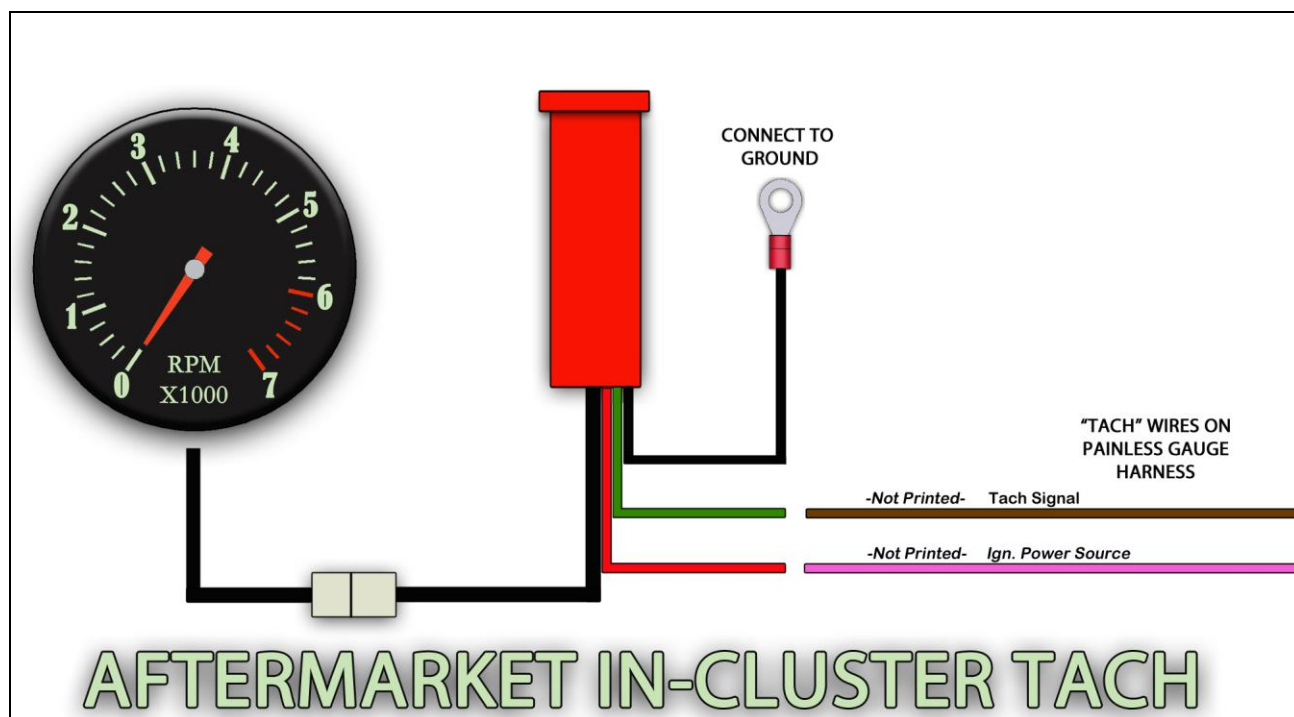 3
4
2
5
1
6
0
RPM
7
X1000
CONNECT TO
GROUND
"TACH" WIRES ON
PAINLESS GAUGE
HARNESS
-Not Printed- Tach Signal
-Not Printed- Ign. Power Source
AFTERMARKET IN-CLUSTER TACH